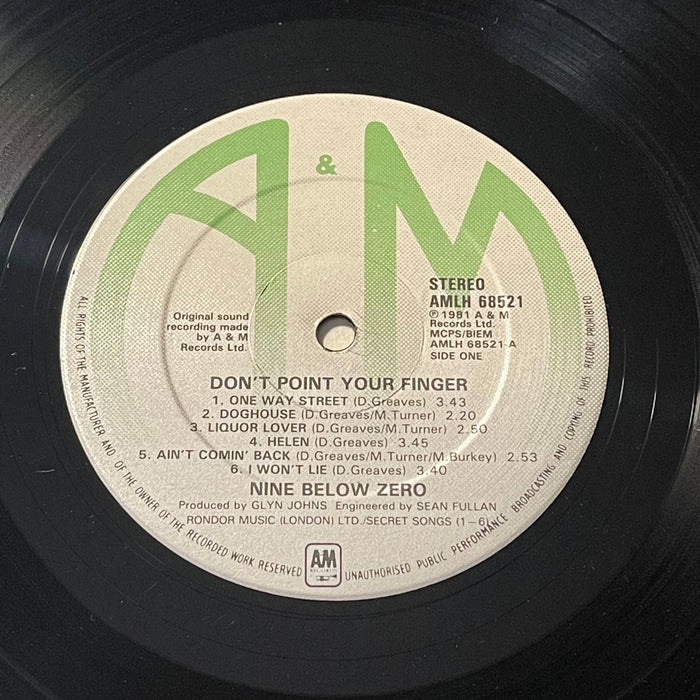 A & M
STEREO
AMLH 68521
℗ 1981 A & M
Records Ltd.
MCPS/BIEM
AMLH 68521-A
SIDE ONE
Original sound
recording made
by A & M
Records Ltd.
DON'T POINT YOUR FINGER
1. ONE WAY STREET (D.Greaves) 3.43
2. DOGHOUSE (D.Greaves/M.Turner) 2.20
3. LIQUOR LOVER (D.Greaves/M.Turner) 2.50
4. HELEN (D.Greaves) 3.45
5. AIN'T COMIN' BACK (D.Greaves/M.Turner/M.Burkey) 2.53
6. I WON'T LIE (D.Greaves) 3.40
NINE BELOW ZERO
Produced by GLYN JOHNS Engineered by SEAN FULLAN
RONDOR MUSIC (LONDON) LTD./SECRET SONGS (1-6)
ALL RIGHTS OF THE MANUFACTURER AND OF THE OWNER OF THE RECORDED WORK RESERVED
A&M
RECORDS
UNAUTHORISED PUBLIC PERFORMANCE BROADCASTING AND COPYING OF THIS RECORD PROHIBITED